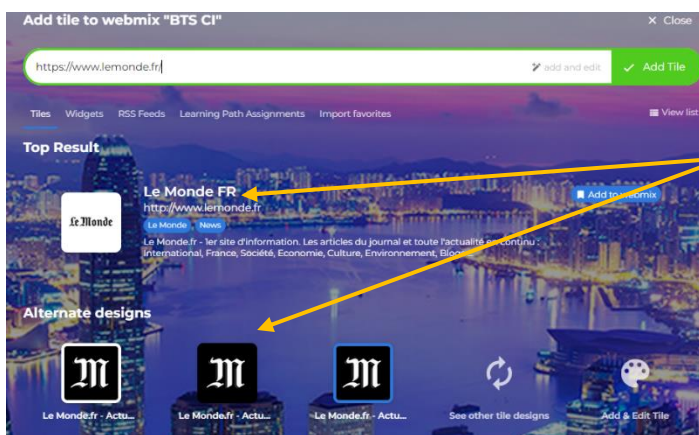 Add tile to webmix "BTS CI"
× Close
https://www.lemonde.fr/
add and edit
Add Tile
Tiles Widgets RSS Feeds Learning Path Assignments Import favorites
View list
Top Result
Le Monde
Le Monde FR
http://www.lemonde.fr
Add to webmix
Le Monde News
Le Monde.fr - 1er site d'information. Les articles du journal et toute l'actualité en continu :
International, France, Société, Economie, Culture, Environnement,
Alternate designs
M M M
Le Monde.fr - Actu... Le Monde.fr - Actu... Le Monde.fr - Actu... See other tile designs Add & Edit Tile